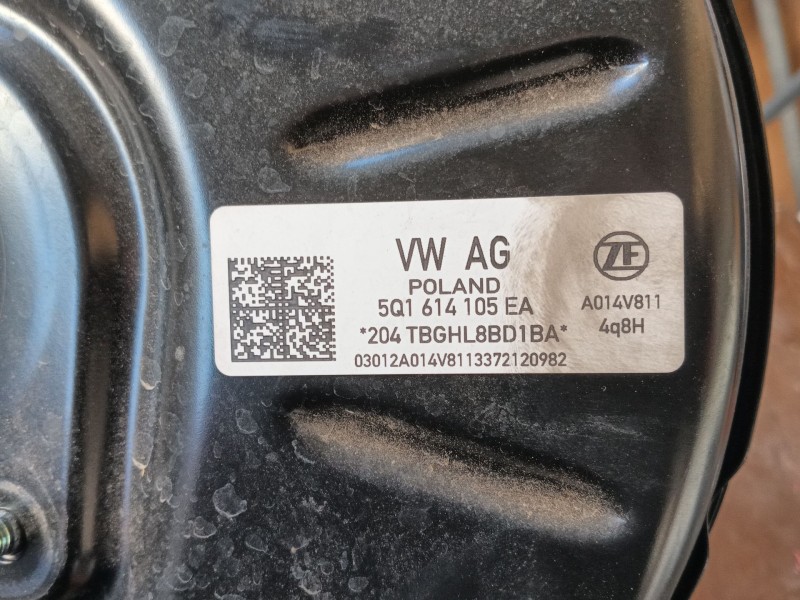 VW AG
POLAND
5Q1 614 105 EA
*204 TBGHL8BD1BA*
03012A014V8113372120982
ZF
A014V811
4q8H